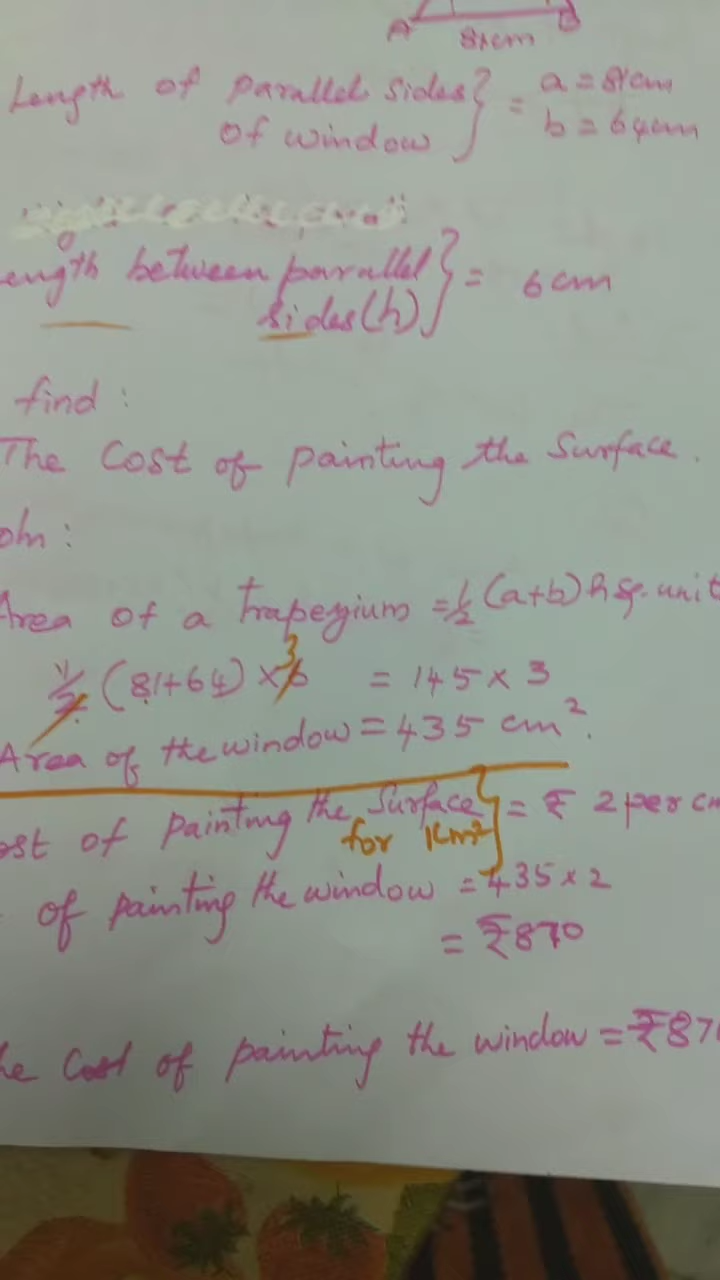 A B
81cm
Length of parallel sides } = a = 81cm
of window b = 64cm
ength between parallel } = 6cm
sides(h)
find :
The Cost of painting the Surface.
oln :
Area of a trapezium = 1/2 (a+b) h sq. unit
1/2 (81+64) × 6 3 = 145 × 3
Area of the window = 435 cm².
ost of painting the Surface } = ₹ 2 per cm
for 1cm²
of painting the window = 435 × 2
= ₹870
he Cost of painting the window = ₹87